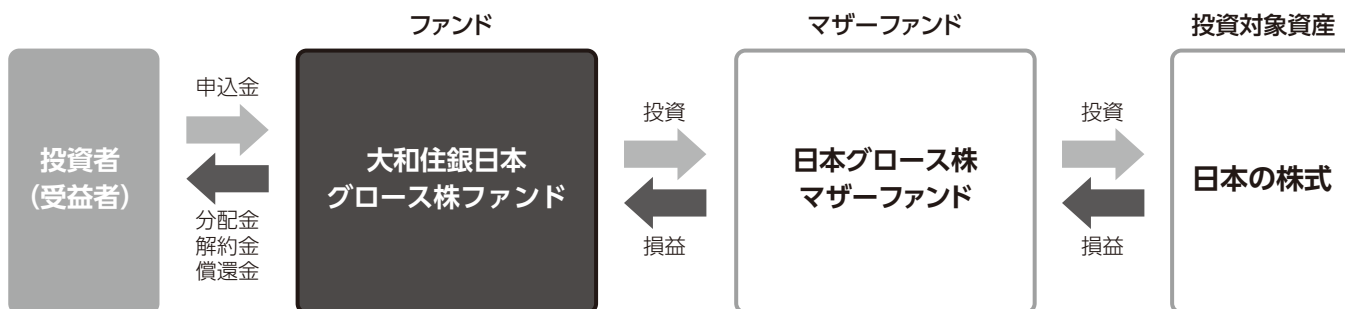 ファンド
マザーファンド
投資対象資産
投資者
(受益者)
申込金
分配金
解約金
償還金
大和住銀日本
グロース株ファンド
投資
損益
日本グロース株
マザーファンド
投資
損益
日本の株式